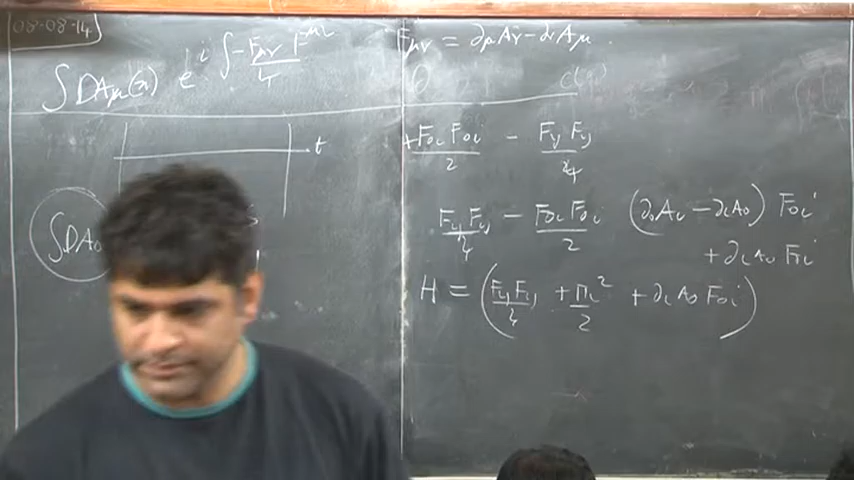 08-08-14
∫DAμ(x) e^{i∫ -Fμν F^{μν}/4}
Fμν = ∂μAν - ∂νAμ
+F0i F0i/2 - Fij Fij/4
t
∫DA0
Fij Fij/4 - F0i F0i/2 (∂0Ai - ∂iA0) F0i
+ ∂iA0 Πi
H = (Fij Fij/4 + Πi²/2 + ∂iA0 F0i)